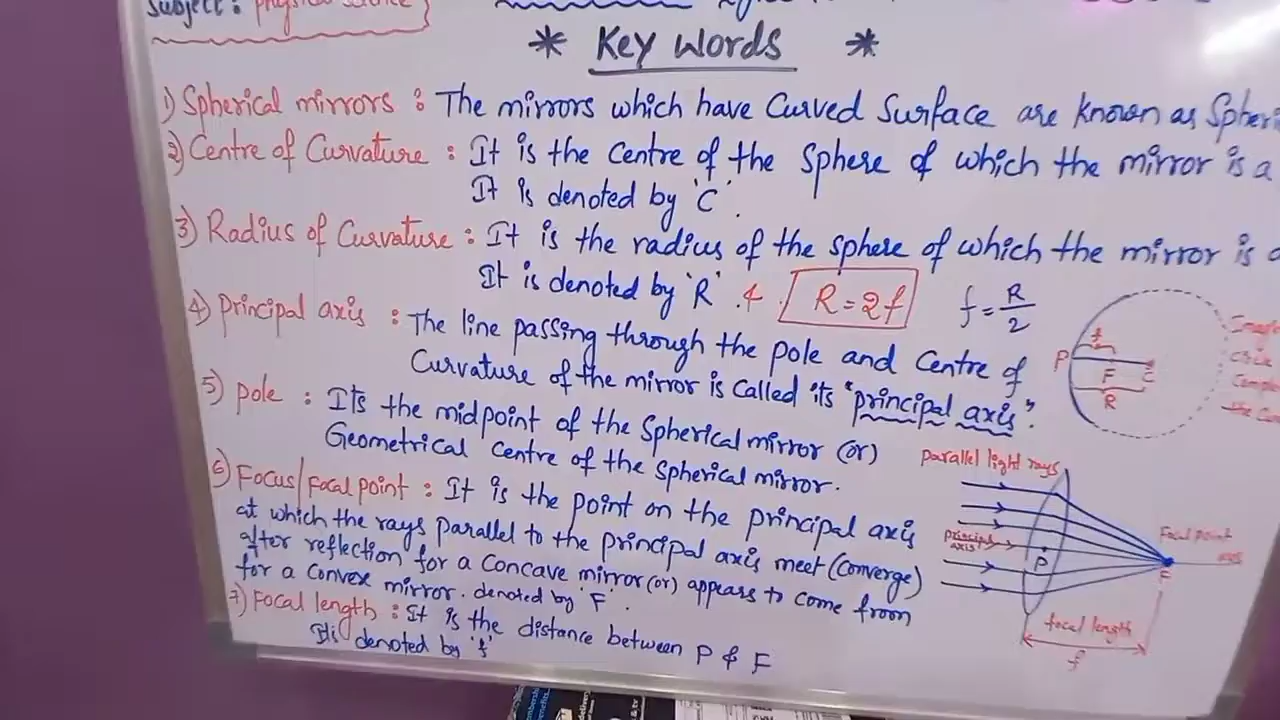 Subject: physical science
* Key Words *
1) Spherical mirrors : The mirrors which have Curved Surface are known as Spheri
2) Centre of Curvature : It is the Centre of the Sphere of which the mirror is a
It is denoted by 'C'.
3) Radius of Curvature : It is the radius of the sphere of which the mirror is a
It is denoted by 'R' . & R = 2f f = R/2
4) principal axis : The line passing through the pole and Centre of
Curvature of the mirror is Called its "principal axis".
5) pole : It's the midpoint of the Spherical mirror (or)
Geometrical Centre of the Spherical mirror.
6) Focus/focal point : It is the point on the principal axis
at which the rays parallel to the principal axis meet (Converge)
after reflection for a Concave mirror (or) appears to come from
for a convex mirror. denoted by 'F'.
7) Focal length : It is the distance between P & F
It is denoted by 'f'
P
f
F
C
R
parallel light rays
principal
axis
P
Focal point
axis
F
focal length
f